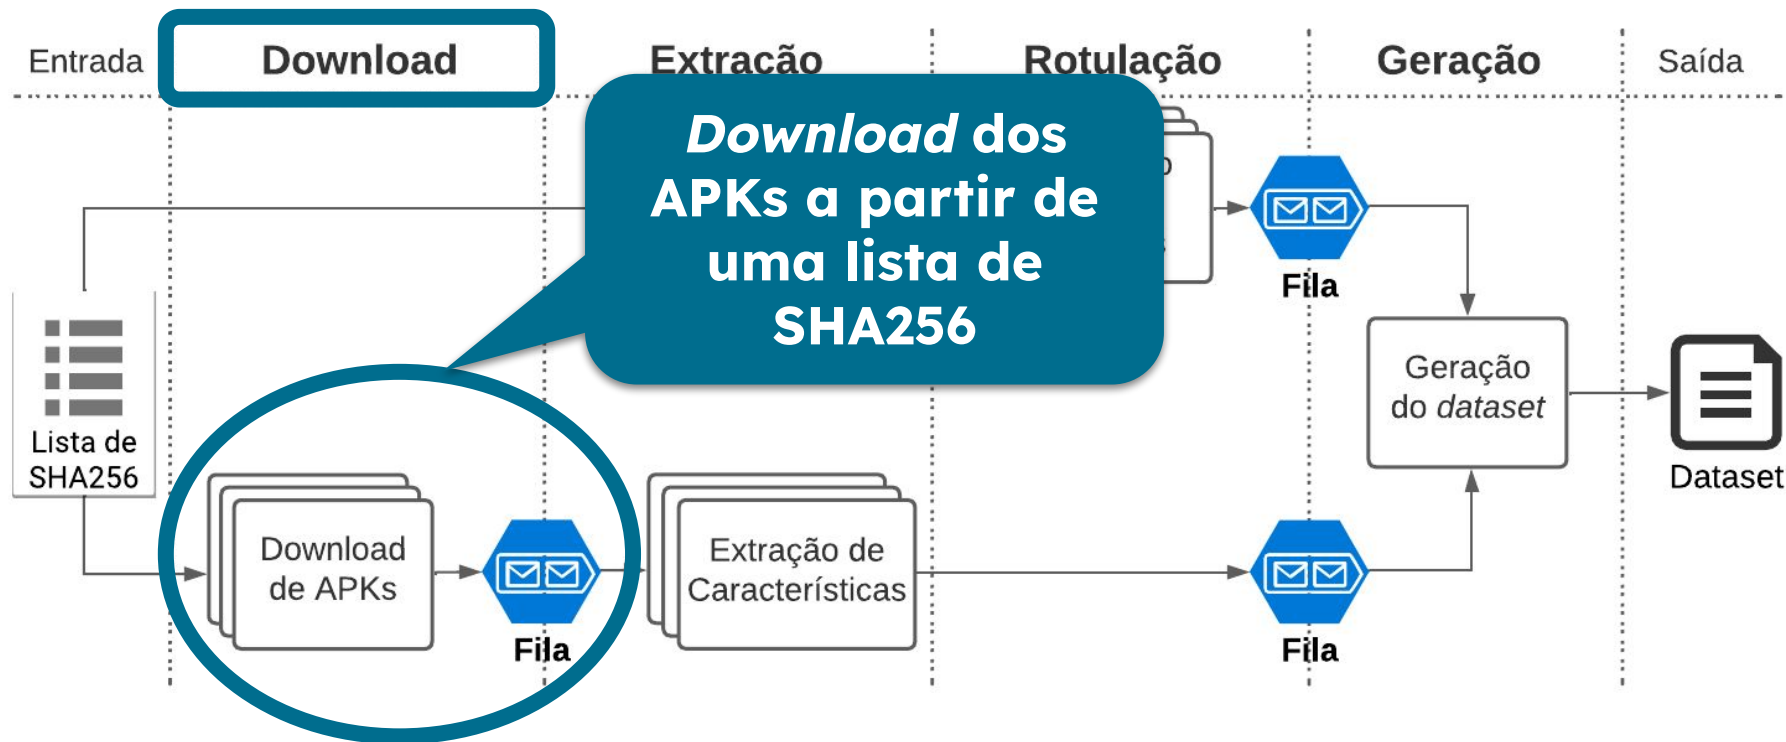 Entrada
Download
Extração
Rotulação
Geração
Saída
Download dos
APKs a partir de
uma lista de
SHA256
Fila
Lista de
SHA256
Geração
do dataset
Dataset
Download
de APKs
Fila
Extração de
Características
Fila